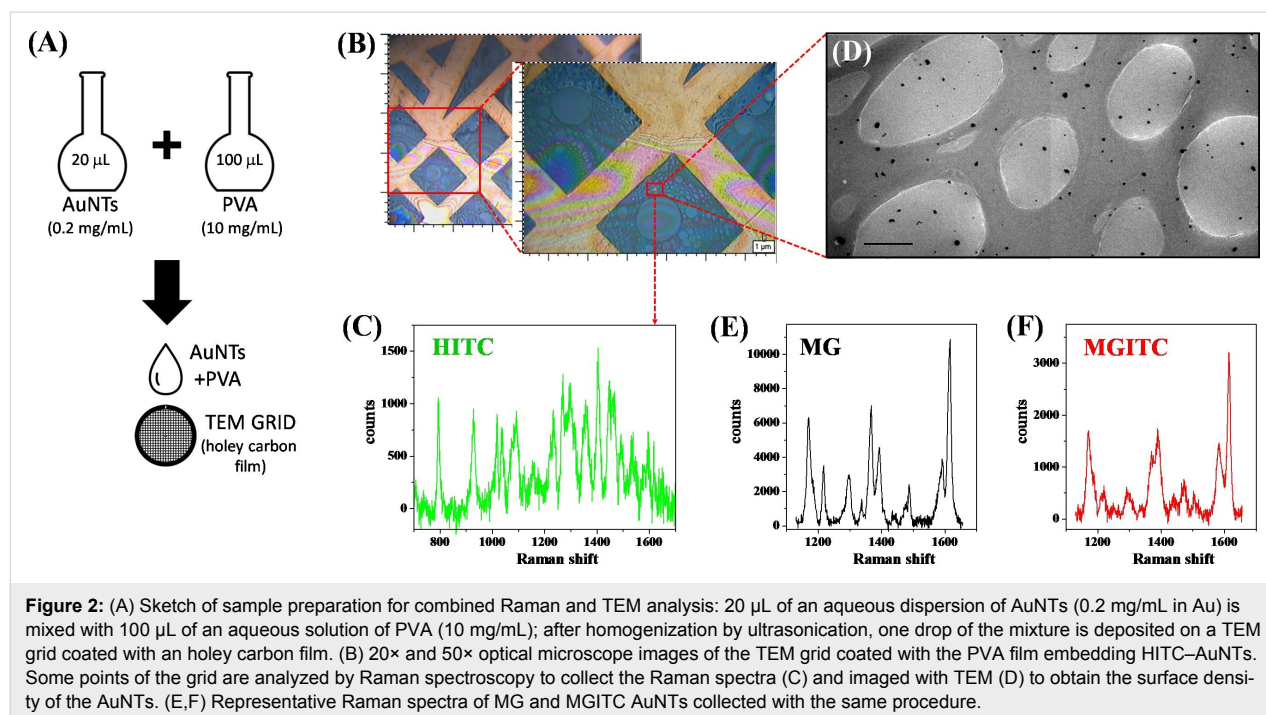 (A)
20 μL
100 μL
AuNTs
(0.2 mg/mL)
PVA
(10 mg/mL)
AuNTs
+PVA
TEM GRID
(holey carbon
film)
(B)
1 μm
(D)
(C)
HITC
1500
1000
500
0
counts
800
1000
1200
1400
1600
Raman shift
(E)
MG
10000
8000
6000
4000
2000
0
counts
1200
1400
1600
Raman shift
(F)
MGITC
3000
2000
1000
0
counts
1200
1400
1600
Raman shift
Figure 2: (A) Sketch of sample preparation for combined Raman and TEM analysis: 20 μL of an aqueous dispersion of AuNTs (0.2 mg/mL in Au) is
mixed with 100 μL of an aqueous solution of PVA (10 mg/mL); after homogenization by ultrasonication, one drop of the mixture is deposited on a TEM
grid coated with an holey carbon film. (B) 20× and 50× optical microscope images of the TEM grid coated with the PVA film embedding HITC–AuNTs.
Some points of the grid are analyzed by Raman spectroscopy to collect the Raman spectra (C) and imaged with TEM (D) to obtain the surface densi-
ty of the AuNTs. (E,F) Representative Raman spectra of MG and MGITC AuNTs collected with the same procedure.